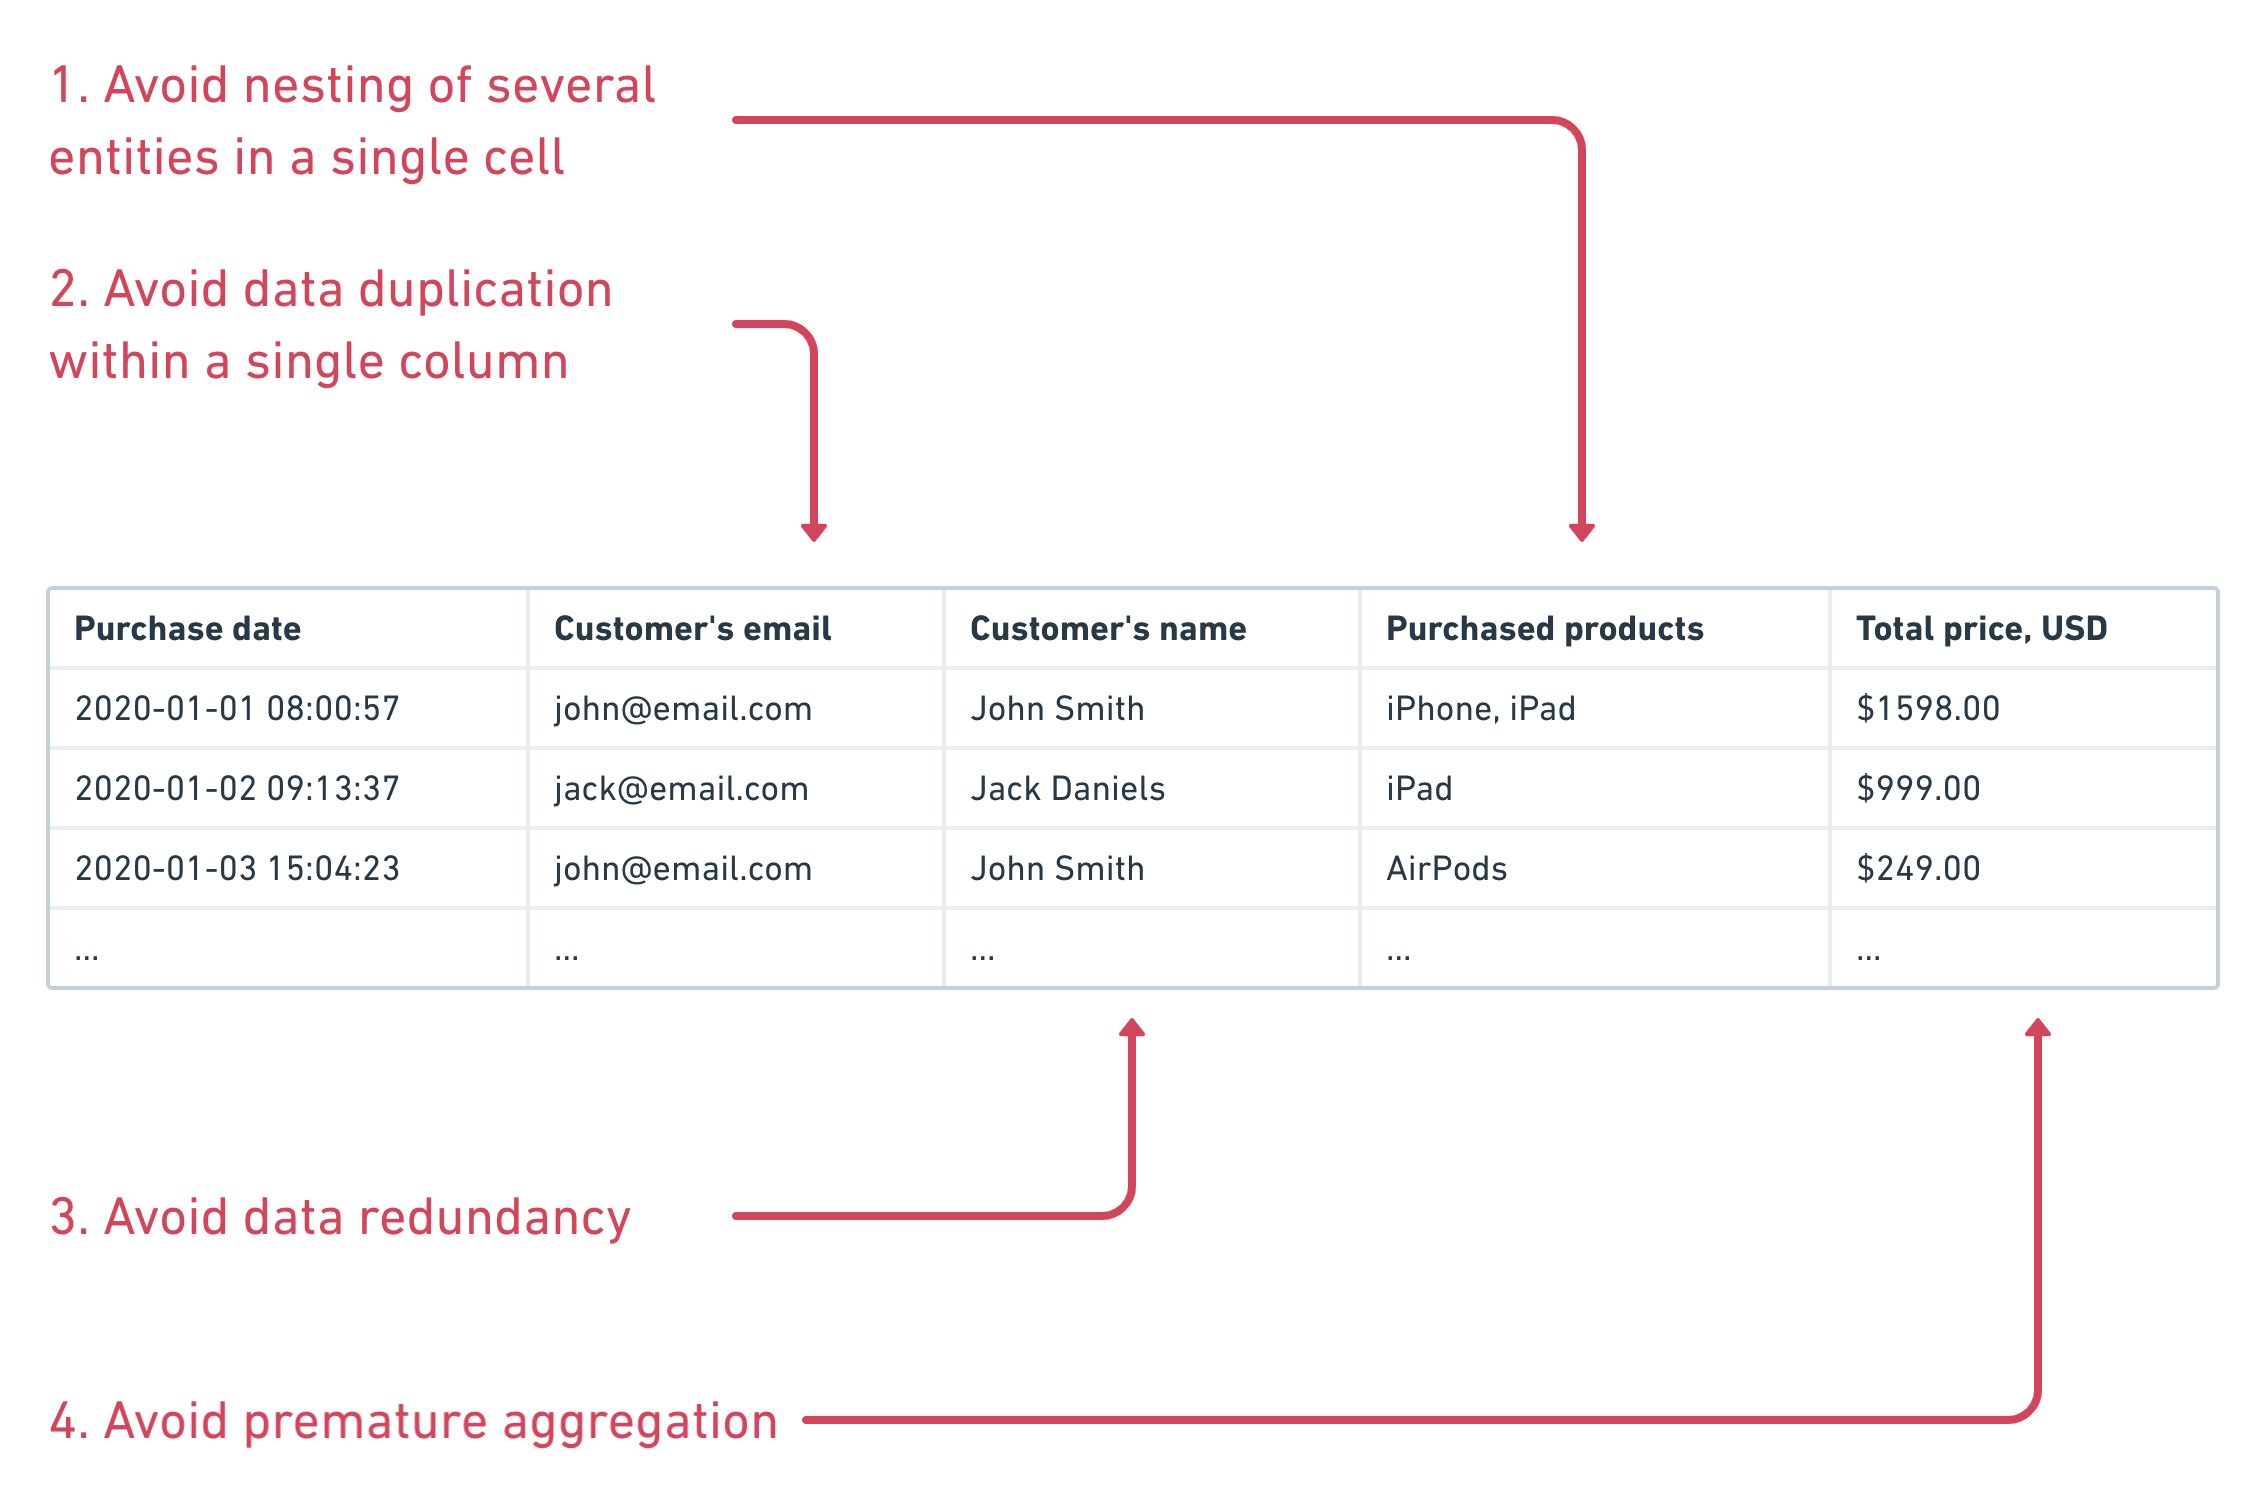 1. Avoid nesting of several
entities in a single cell
2. Avoid data duplication
within a single column
Purchase date Customer's email Customer's name Purchased products Total price, USD
2020-01-01 08:00:57 john@email.com John Smith iPhone, iPad $1598.00
2020-01-02 09:13:37 jack@email.com Jack Daniels iPad $999.00
2020-01-03 15:04:23 john@email.com John Smith AirPods $249.00
... ... ... ... ...
3. Avoid data redundancy
4. Avoid premature aggregation